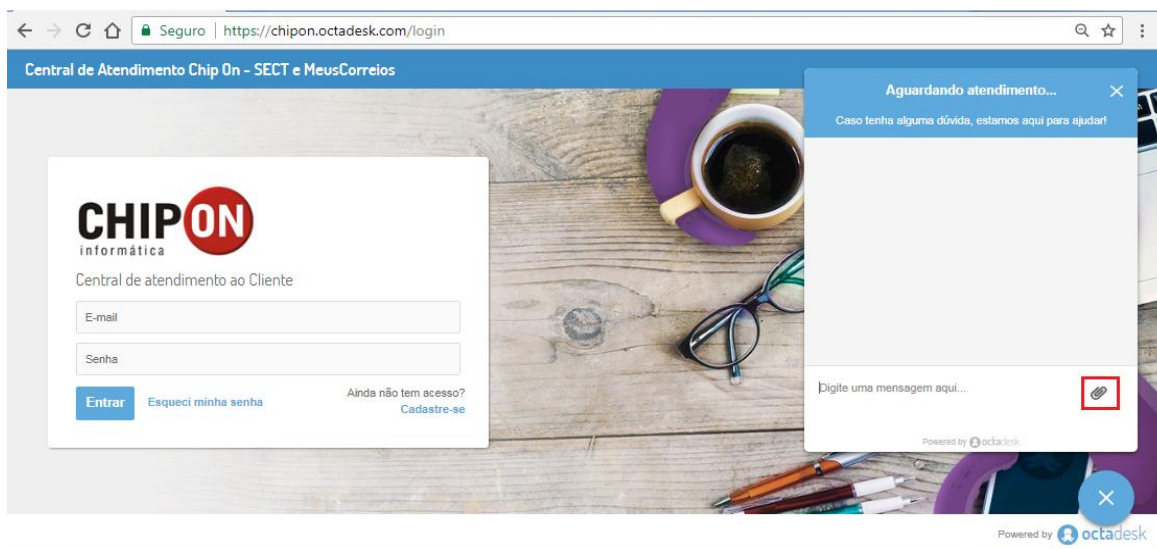 Seguro | https://chipon.octadesk.com/login
Central de Atendimento Chip On - SECT e MeusCorreios
Aguardando atendimento...
Caso tenha alguma dúvida, estamos aqui para ajudar!
CHIPON
informática
Central de atendimento ao Cliente
E-mail
Senha
Entrar
Esqueci minha senha
Ainda não tem acesso?
Cadastre-se
Digite uma mensagem aqui...
Powered by octadesk
Powered by octadesk